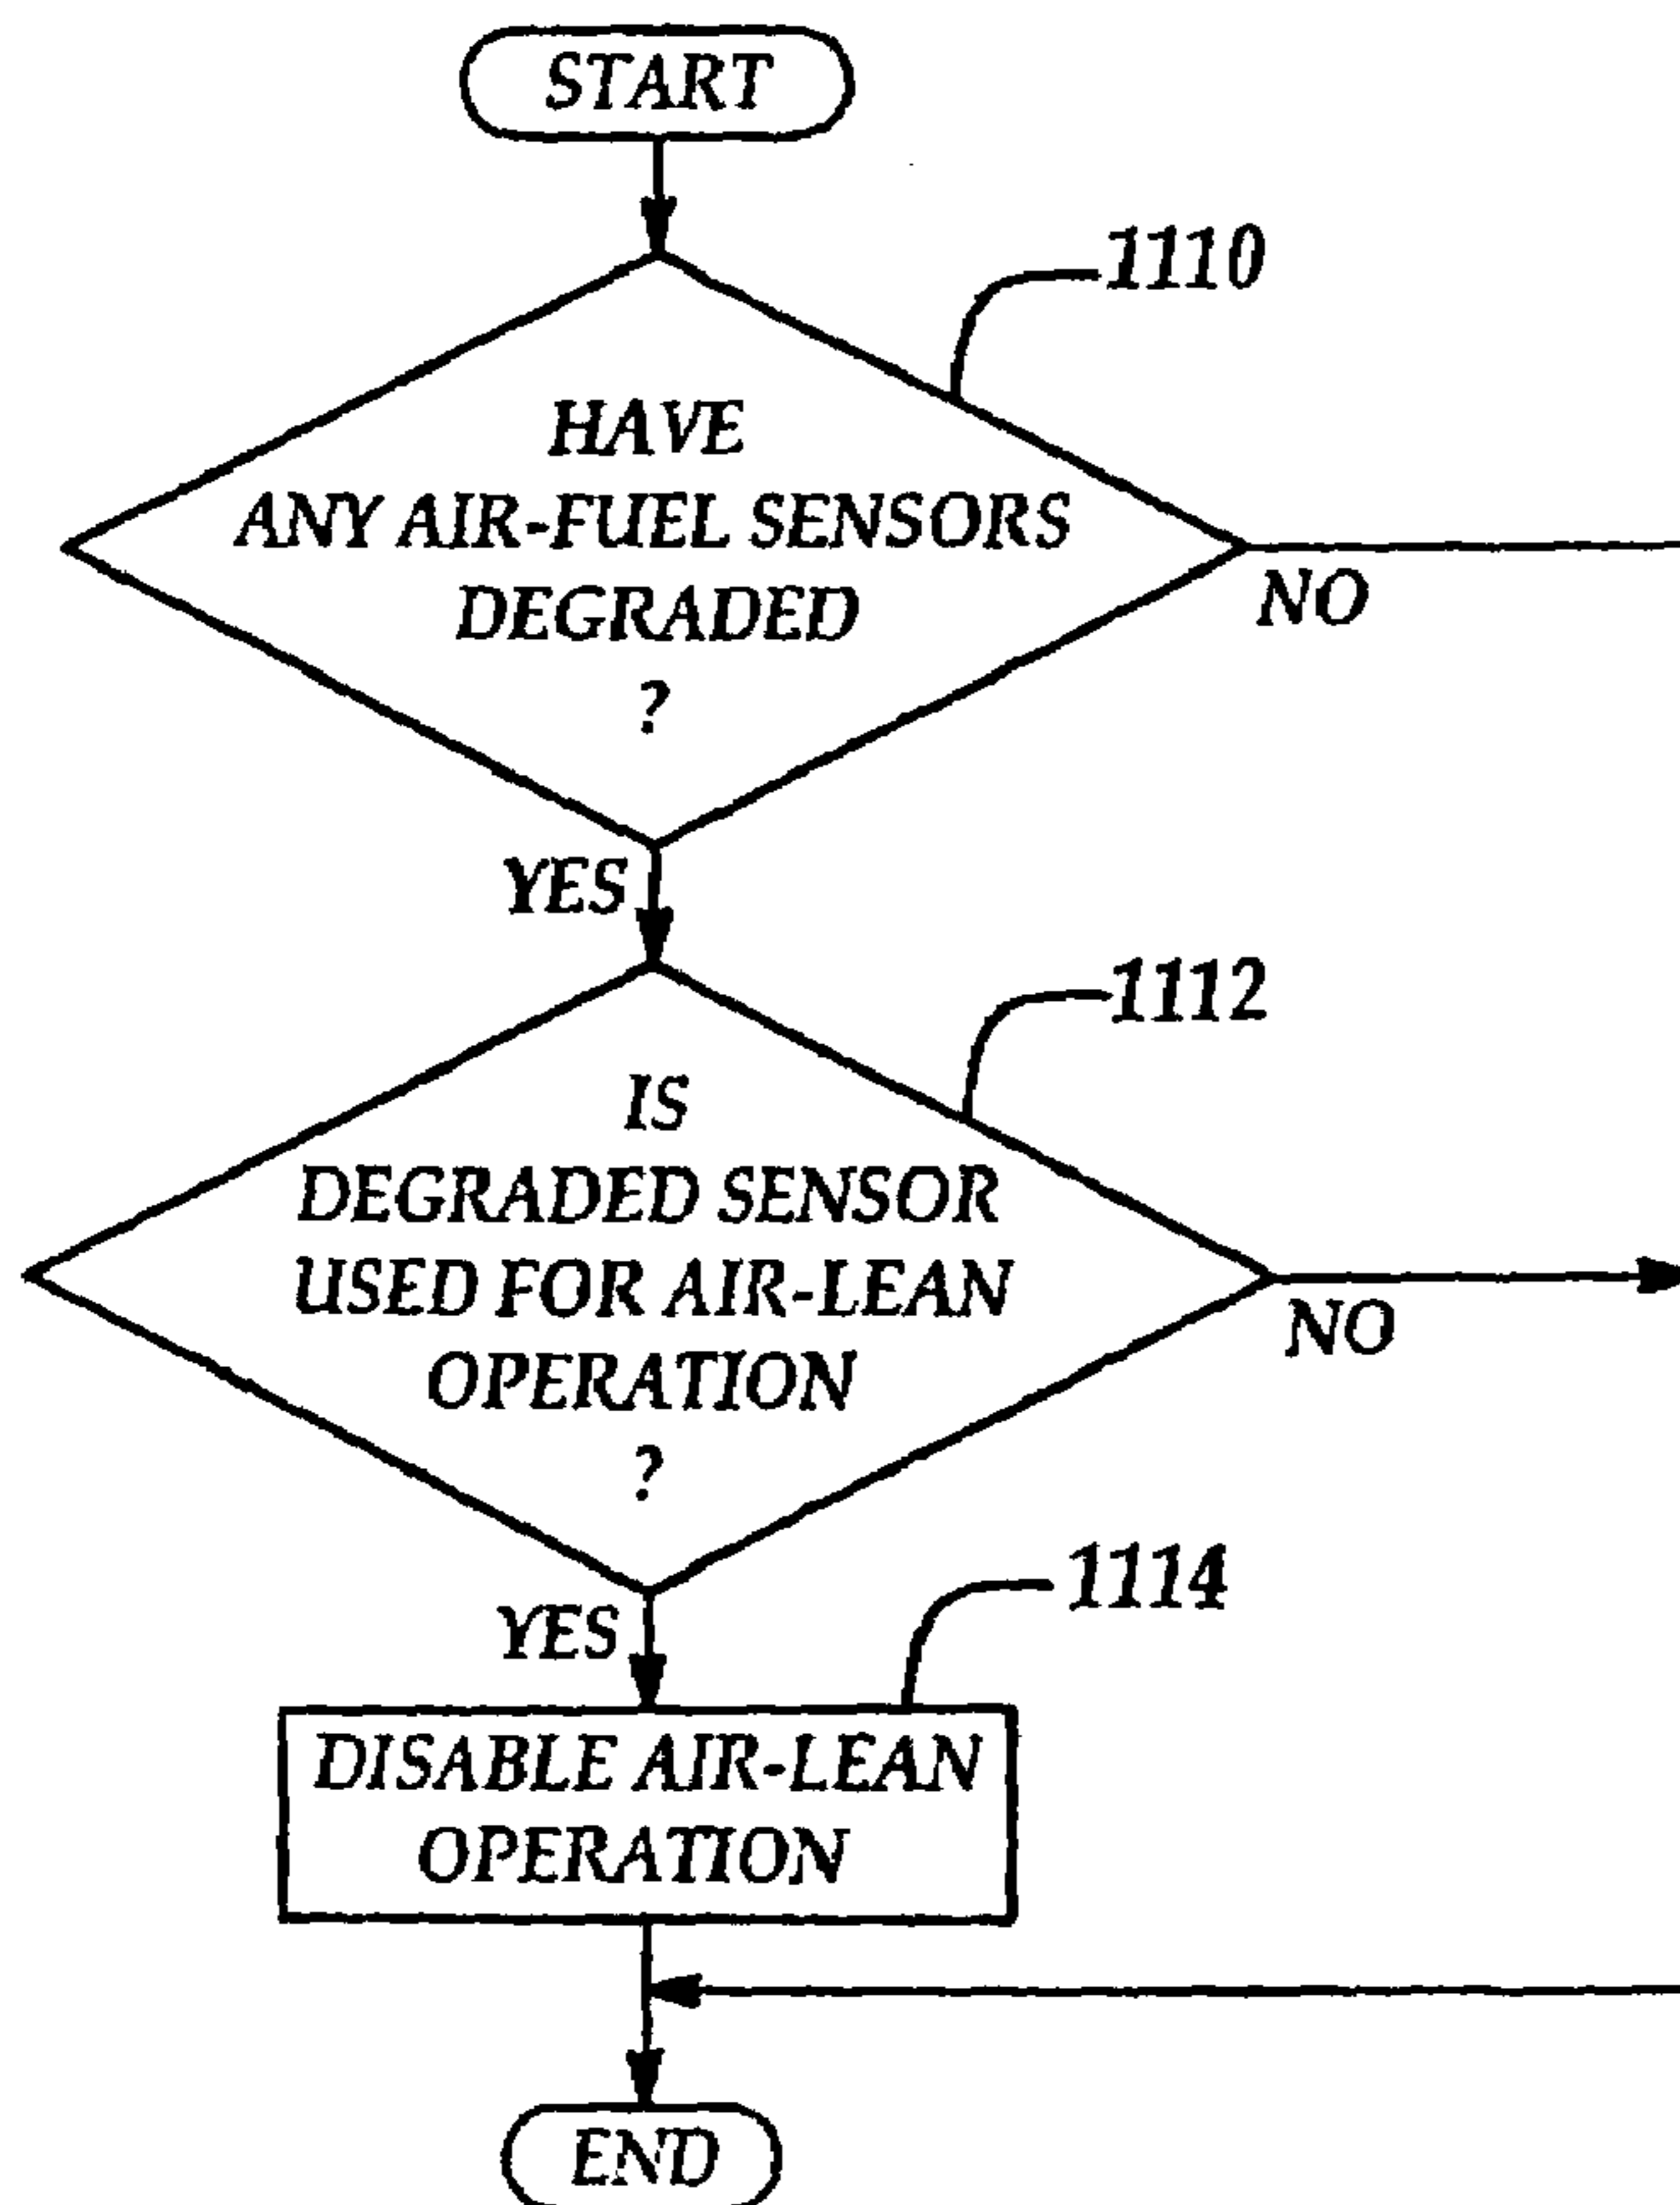 START
1110
HAVE
ANY AIR-FUEL SENSORS
DEGRADED
?
NO
YES
1112
IS
DEGRADED SENSOR
USED FOR AIR-LEAN
OPERATION
?
NO
YES
1114
DISABLE AIR-LEAN
OPERATION
END